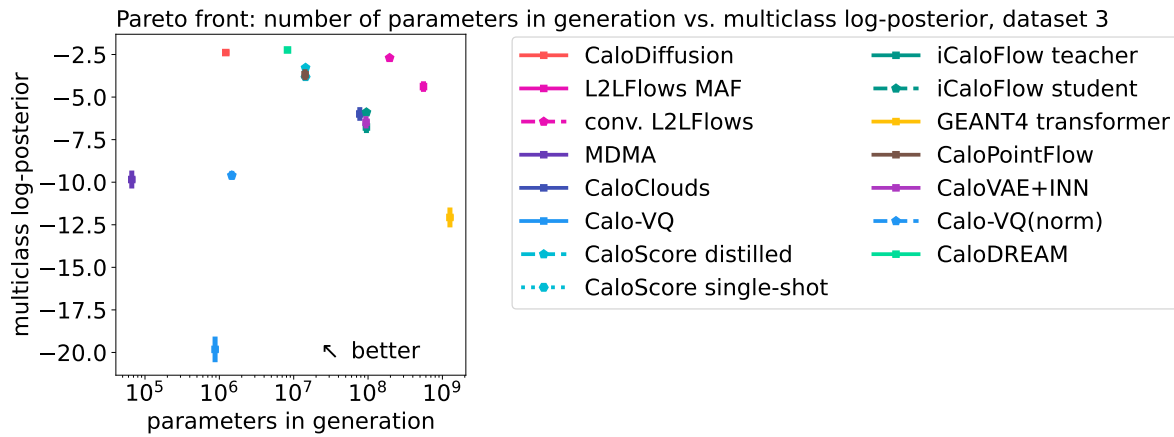 Pareto front: number of parameters in generation vs. multiclass log-posterior, dataset 3
multiclass log-posterior
−2.5
−5.0
−7.5
−10.0
−12.5
−15.0
−17.5
−20.0
↖ better
10⁵
10⁶
10⁷
10⁸
10⁹
parameters in generation
CaloDiffusion
L2LFlows MAF
conv. L2LFlows
MDMA
CaloClouds
Calo-VQ
CaloScore distilled
CaloScore single-shot
iCaloFlow teacher
iCaloFlow student
GEANT4 transformer
CaloPointFlow
CaloVAE+INN
Calo-VQ(norm)
CaloDREAM